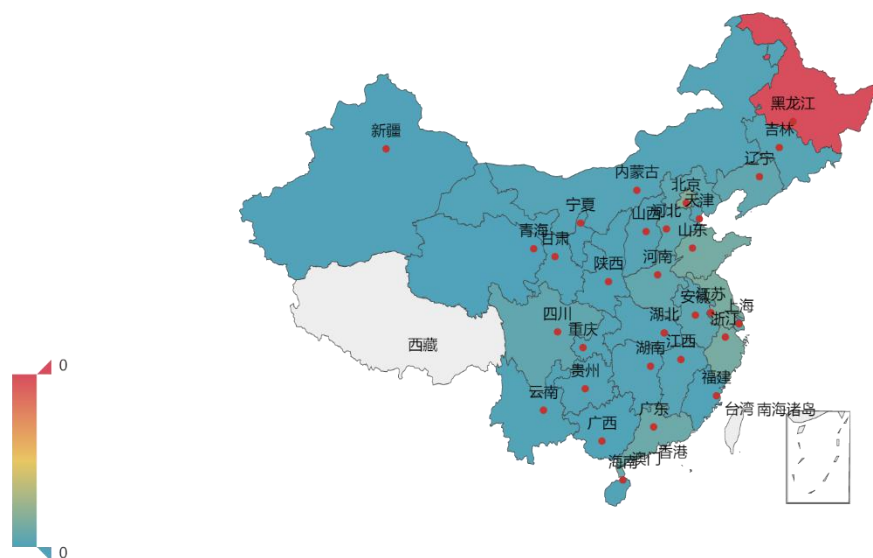 黑龙江
新疆
吉林
辽宁
内蒙古
北京
天津
宁夏
山西
河北
山东
青海
甘肃
河南
陕西
安徽
江苏
上海
四川
湖北
浙江
重庆
西藏
湖南
江西
贵州
福建
云南
台湾
南海诸岛
广西
广东
海南
澳门
香港
0
0